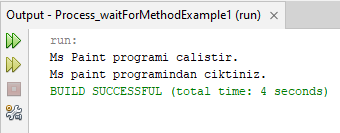 Output - Process_waitForMethodExample1 (run)
run:
Ms Paint programi calistir.
Ms paint programindan ciktiniz.
BUILD SUCCESSFUL (total time: 4 seconds)